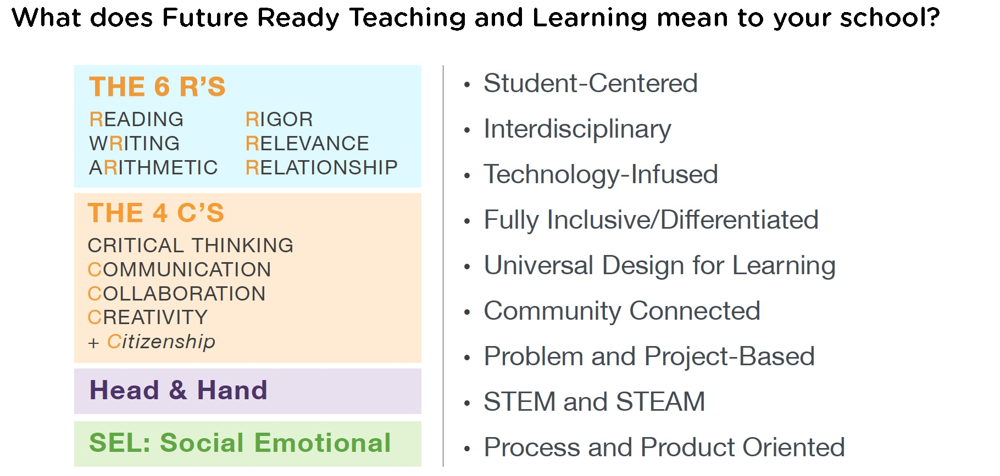 What does Future Ready Teaching and Learning mean to your school?
THE 6 R’S
READING
WRITING
ARITHMETIC
RIGOR
RELEVANCE
RELATIONSHIP
THE 4 C’S
CRITICAL THINKING
COMMUNICATION
COLLABORATION
CREATIVITY
+ Citizenship
Head & Hand
SEL: Social Emotional
• Student-Centered
• Interdisciplinary
• Technology-Infused
• Fully Inclusive/Differentiated
• Universal Design for Learning
• Community Connected
• Problem and Project-Based
• STEM and STEAM
• Process and Product Oriented